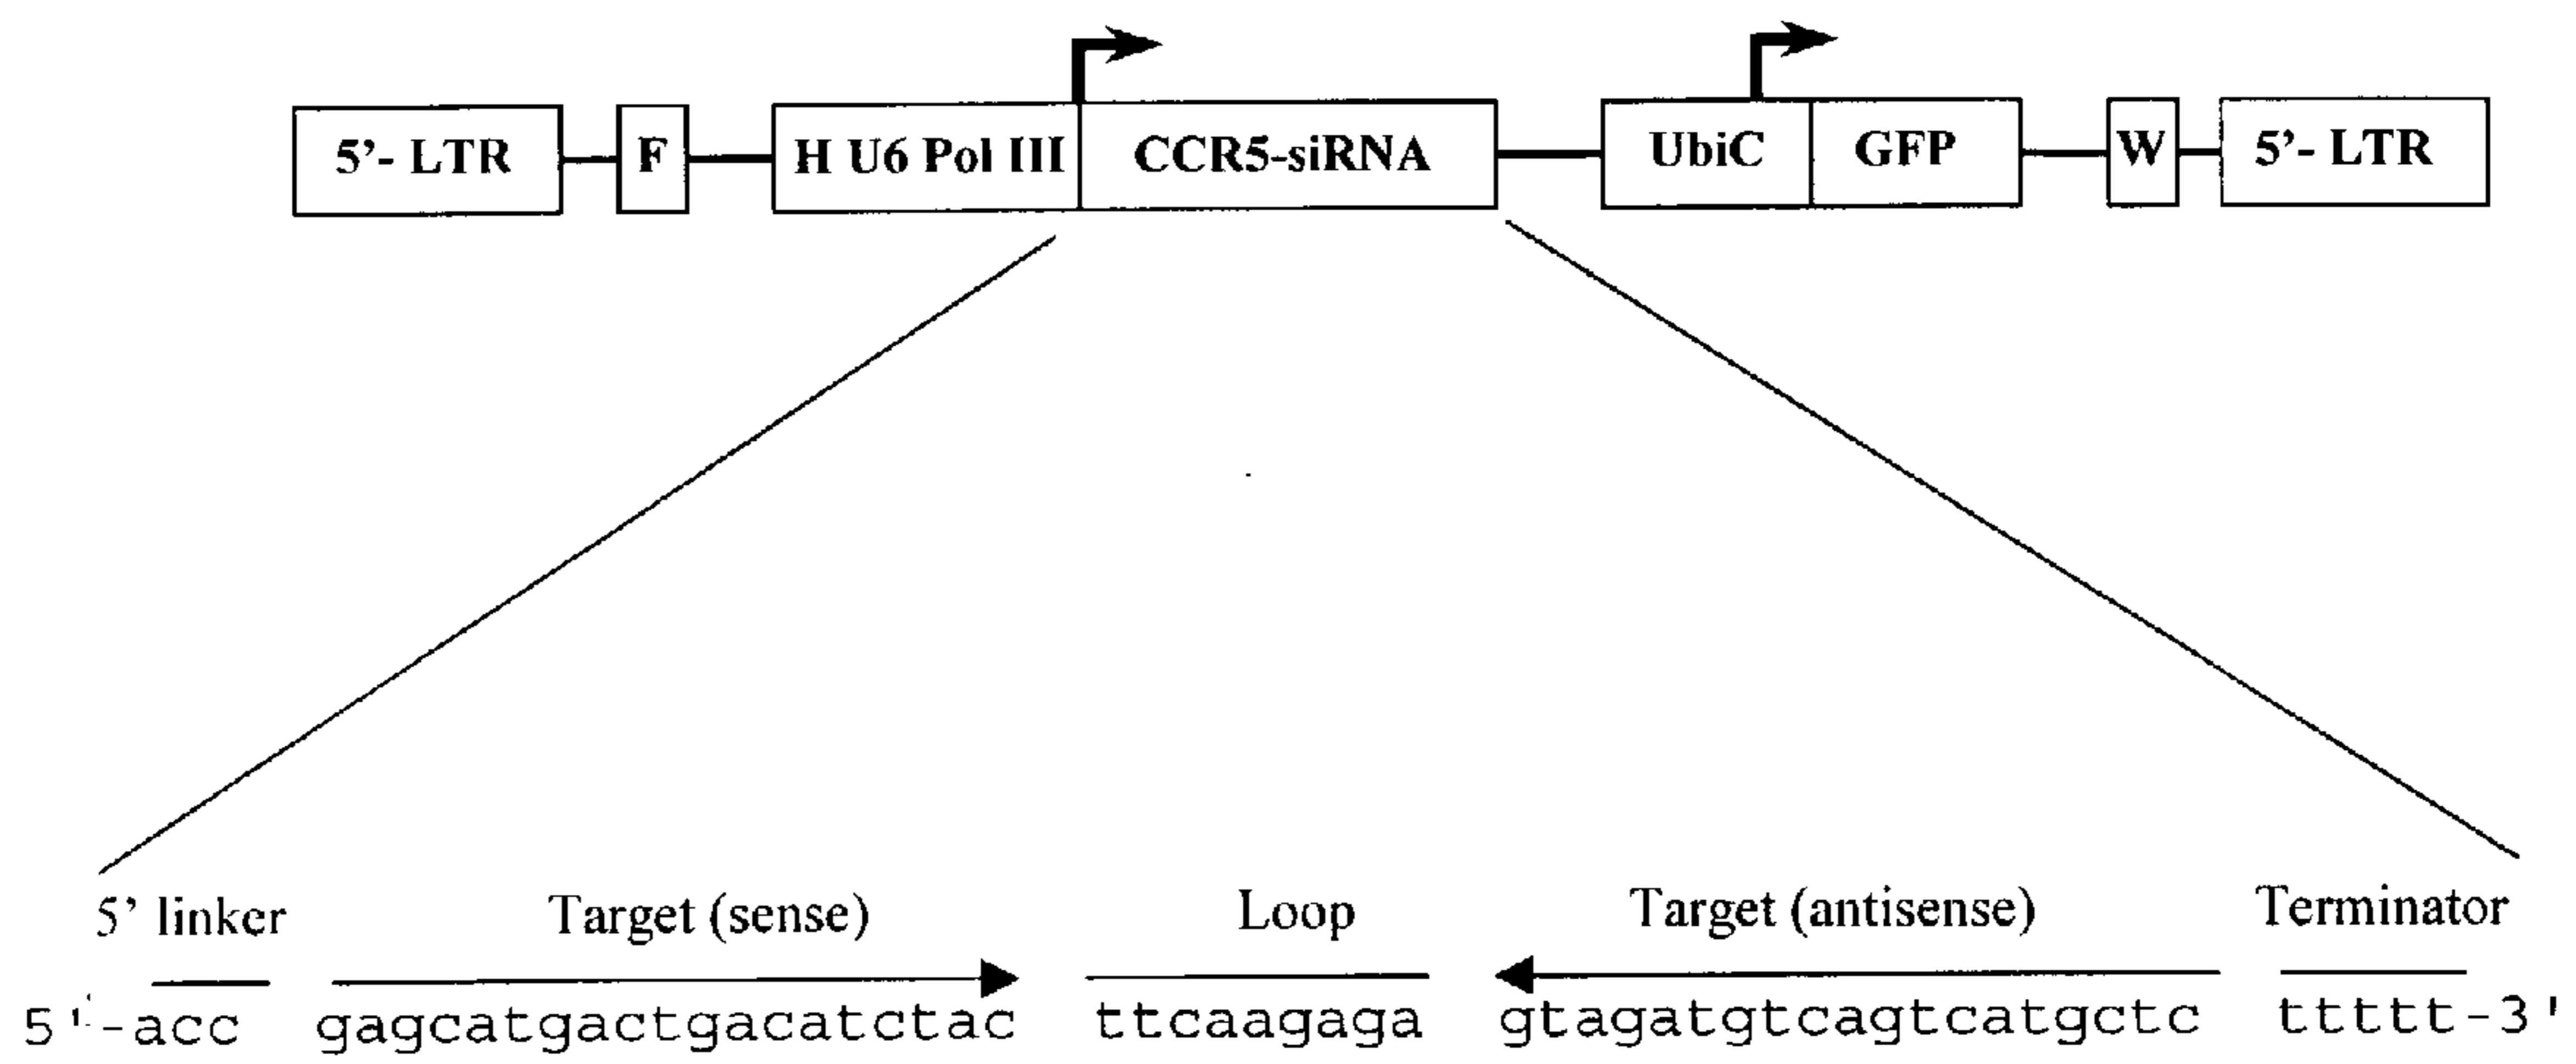 5'- LTR F H U6 Pol III CCR5-siRNA UbiC GFP W 5'- LTR
5' linker Target (sense) Loop Target (antisense) Terminator
5'-acc gagcatgactgacatctac ttcaagaga gtagatgtcagtcatgctc ttttt-3'